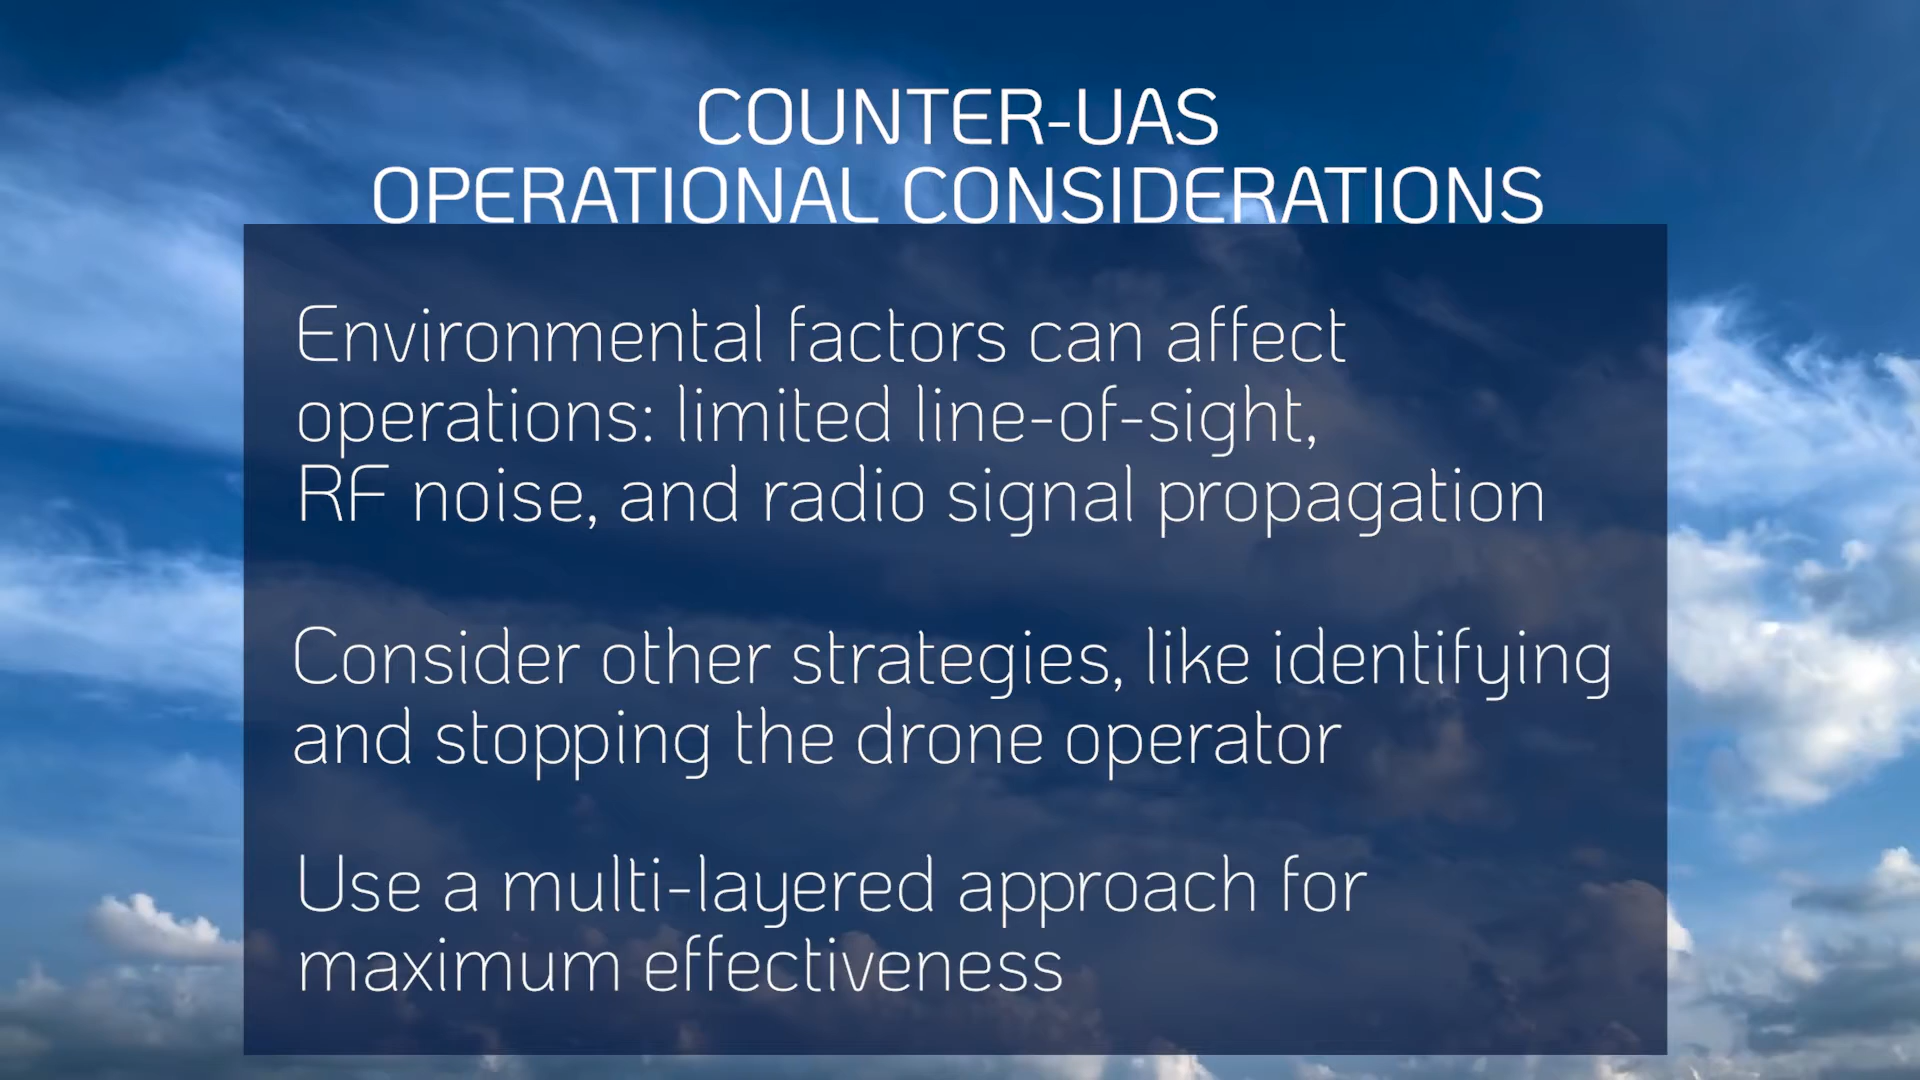 COUNTER-UAS
OPERATIONAL CONSIDERATIONS
Environmental factors can affect
operations: limited line-of-sight,
RF noise, and radio signal propagation
Consider other strategies, like identifying
and stopping the drone operator
Use a multi-layered approach for
maximum effectiveness